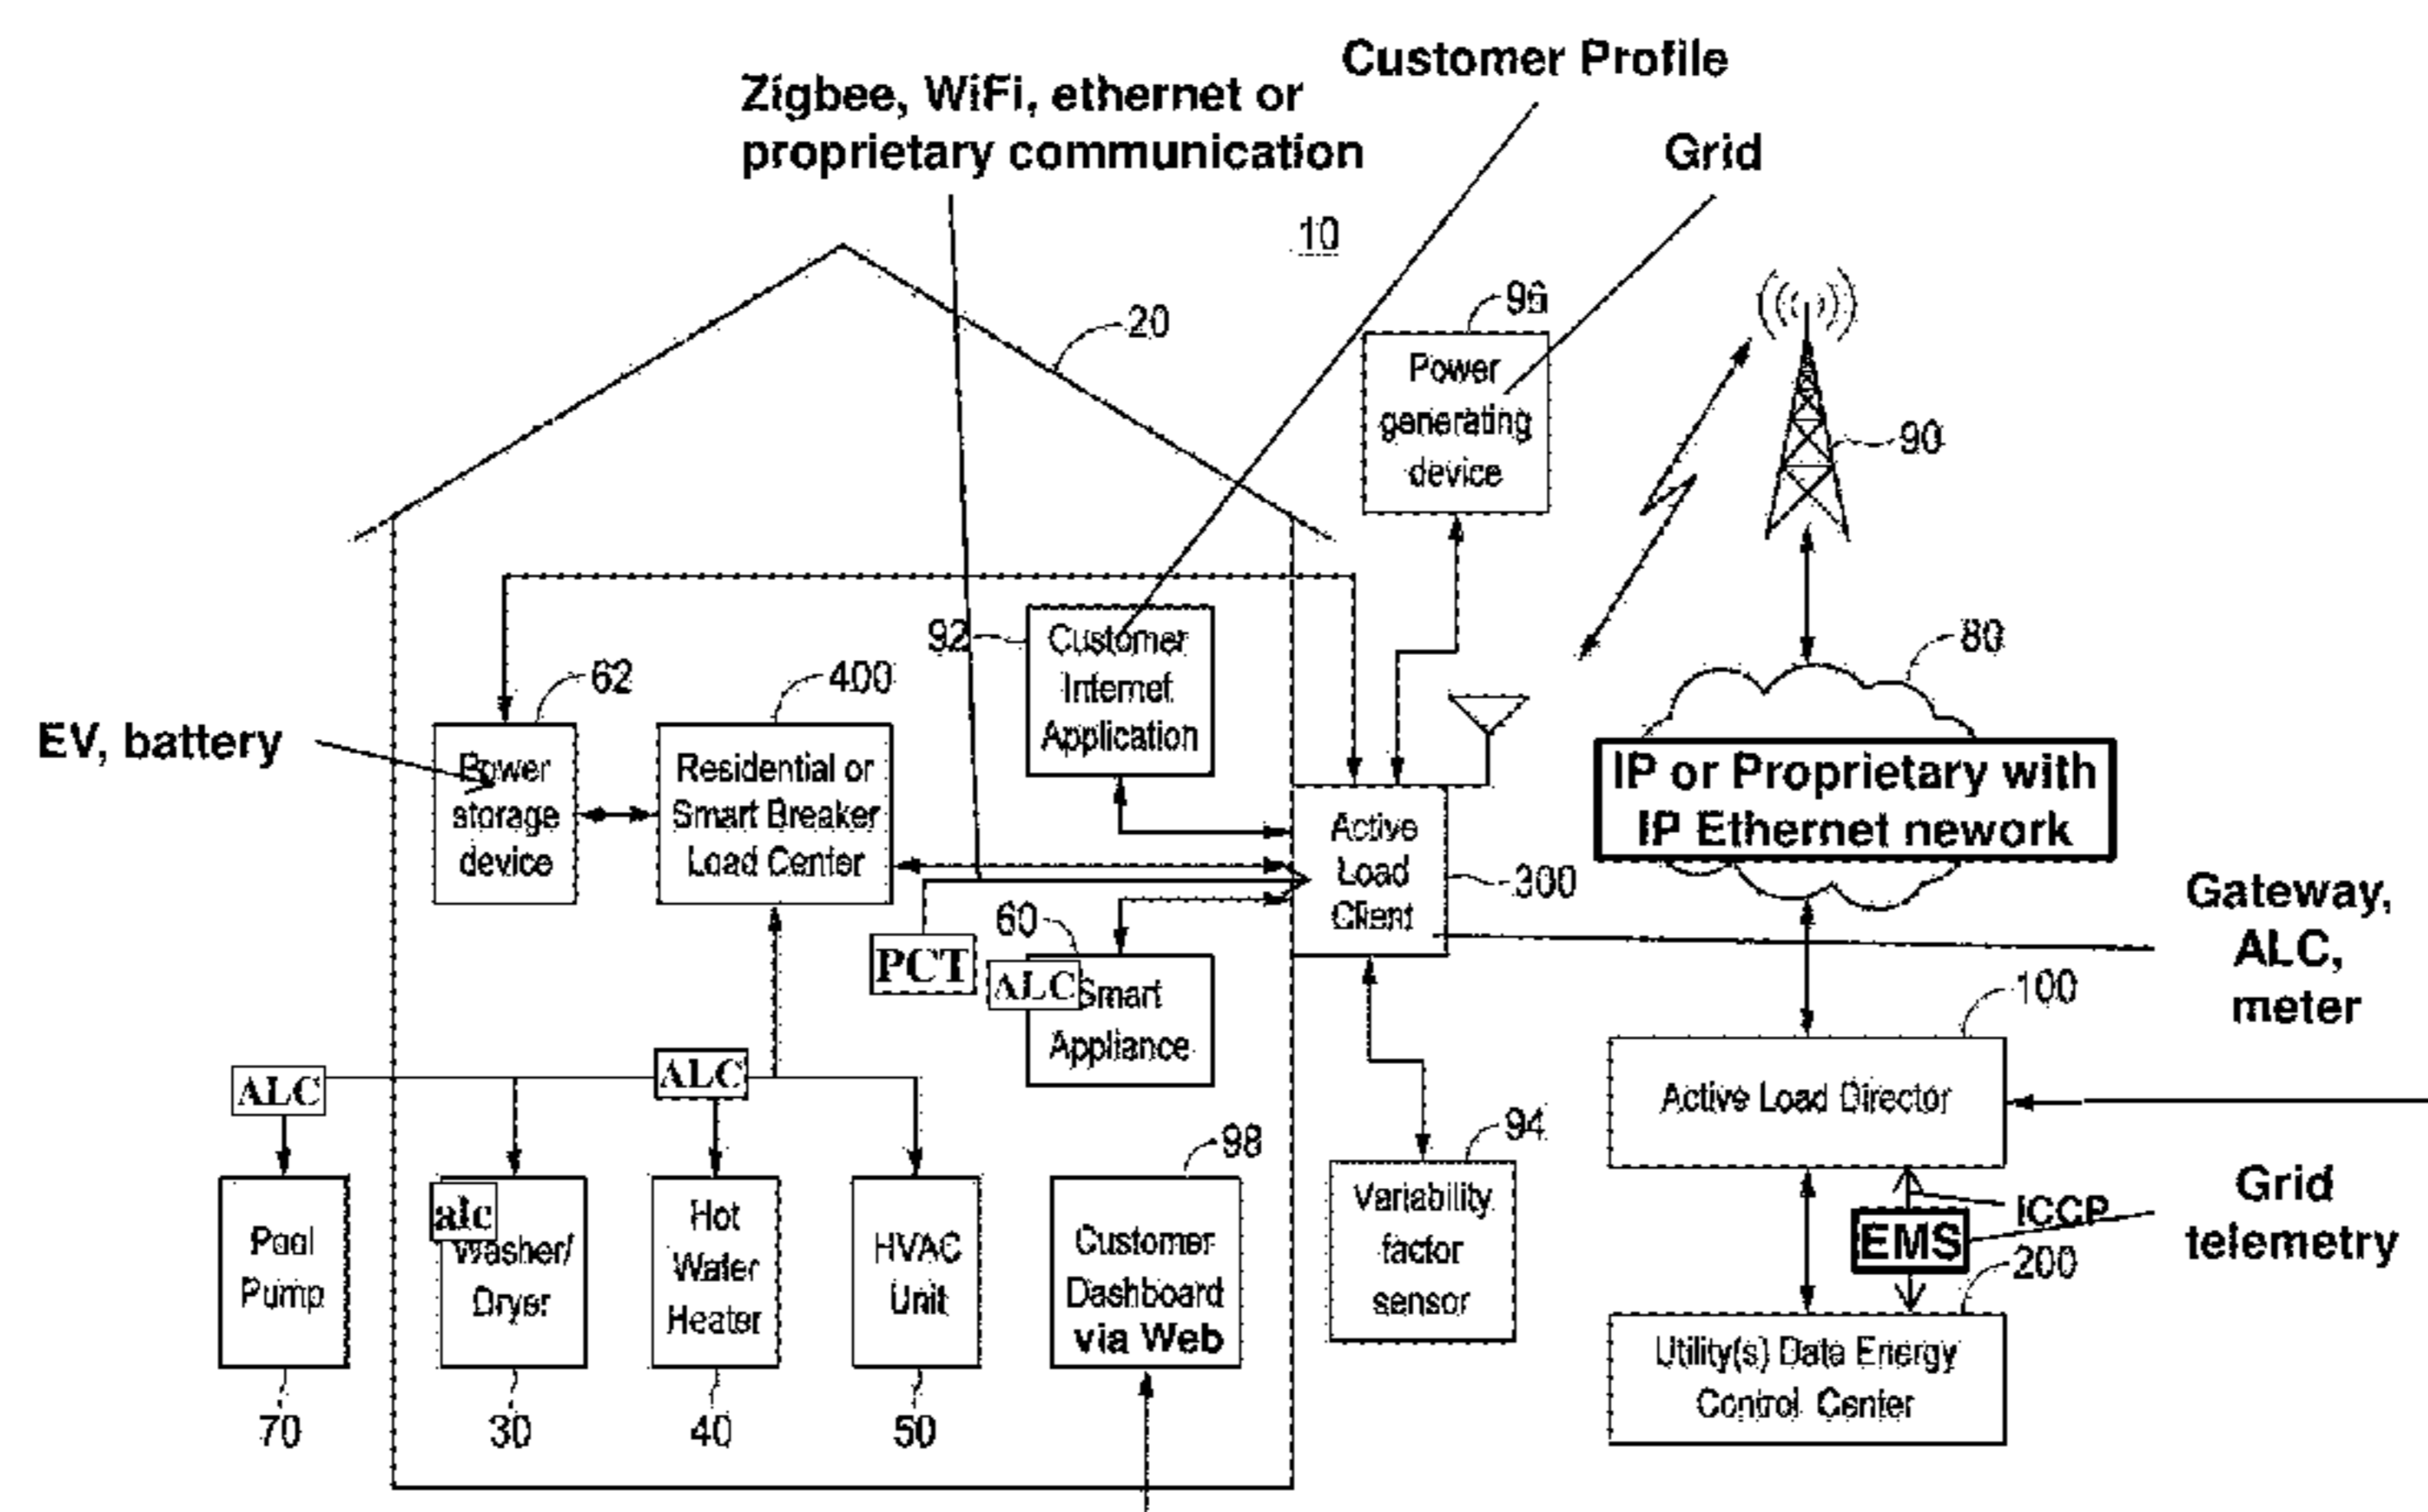 Customer Profile
Zigbee, WiFi, ethernet or
proprietary communication
Grid
10
20
96
Power
generating
device
90
92
Customer
Internet
Application
80
62
400
EV, battery
Power
storage
device
Residential or
Smart Breaker
Load Center
IP or Proprietary with
IP Ethernet nework
Active
Load
Client
300
Gateway,
ALC,
meter
60
PCT
ALC
Smart
Appliance
100
Active Load Director
ALC
ALC
94
98
Grid
telemetry
ICCP
EMS
200
Pool
Pump
alc
Washer/
Dryer
Hot
Water
Heater
HVAC
Unit
Customer
Dashboard
via Web
Variability
factor
sensor
Utility(s) Data Energy
Control Center
70
30
40
50